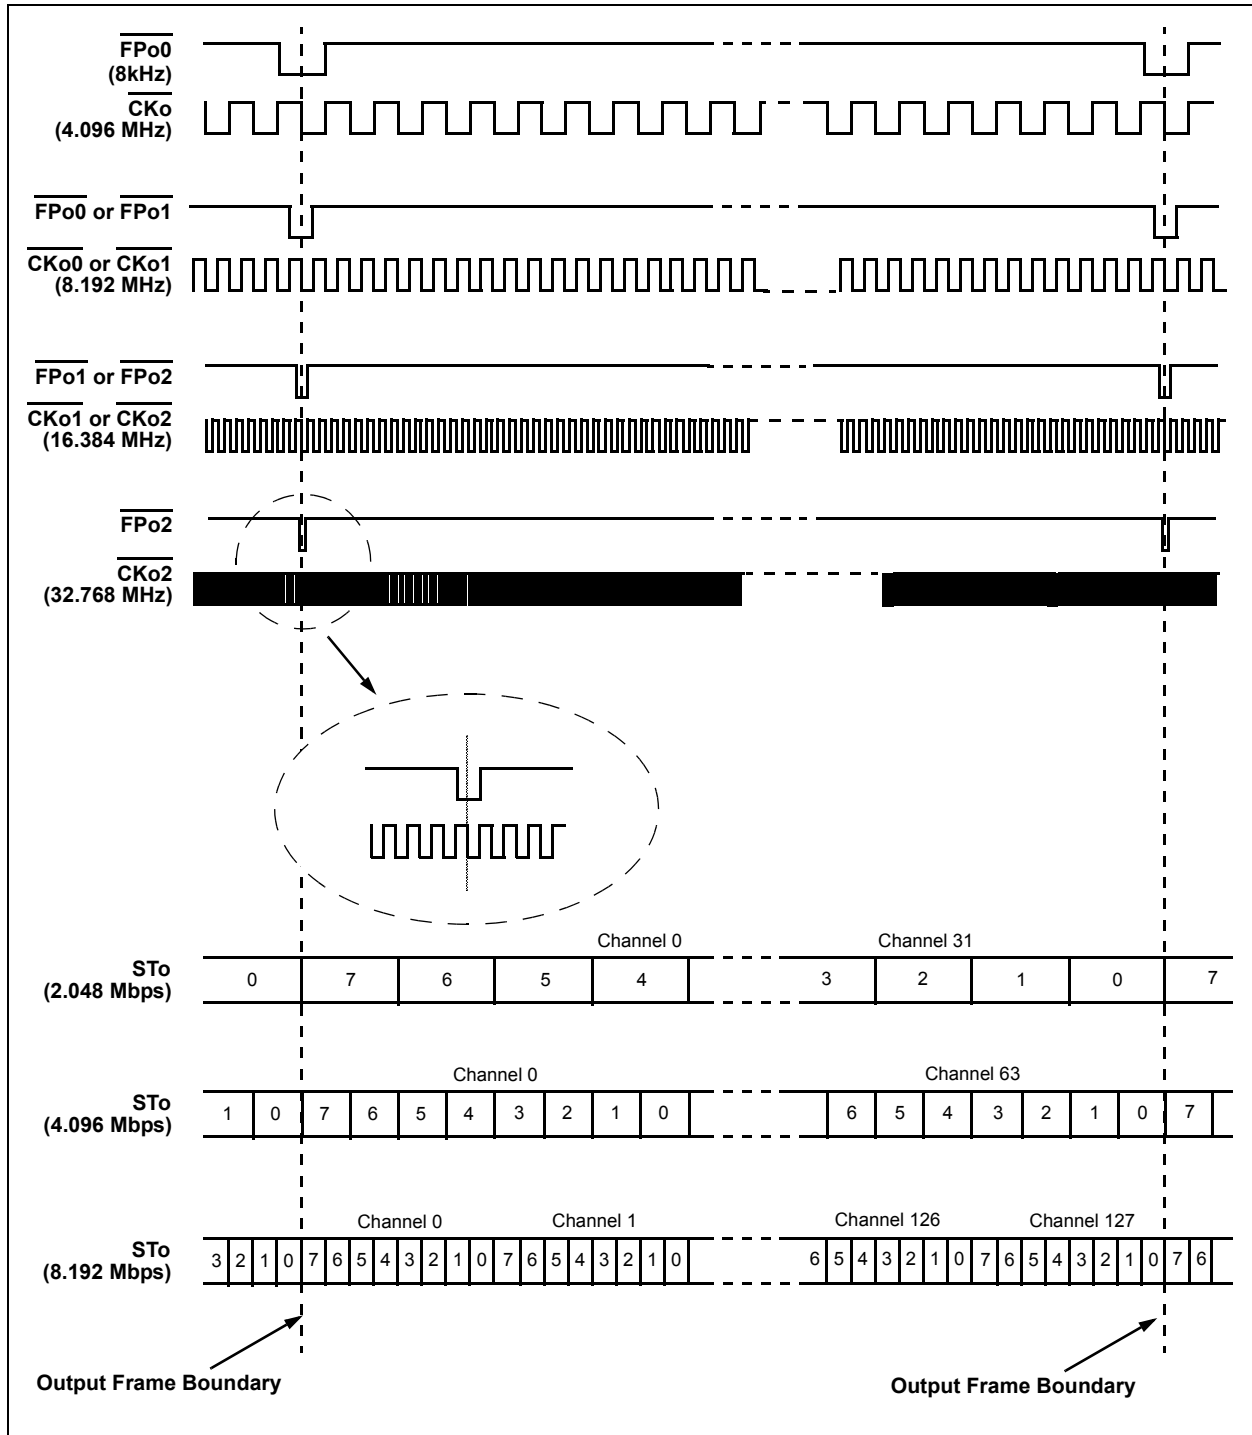 FPo0
(8kHz)
CKo
(4.096 MHz)
FPo0 or FPo1
CKo0 or CKo1
(8.192 MHz)
FPo1 or FPo2
CKo1 or CKo2
(16.384 MHz)
FPo2
CKo2
(32.768 MHz)
Channel 0 Channel 31
STo
(2.048 Mbps)
0 7 6 5 4 3 2 1 0 7
Channel 0 Channel 63
STo
(4.096 Mbps)
1 0 7 6 5 4 3 2 1 0 6 5 4 3 2 1 0 7
Channel 0 Channel 1 Channel 126 Channel 127
STo
(8.192 Mbps)
3 2 1 0 7 6 5 4 3 2 1 0 7 6 5 4 3 2 1 0 6 5 4 3 2 1 0 7 6 5 4 3 2 1 0 7 6
Output Frame Boundary Output Frame Boundary